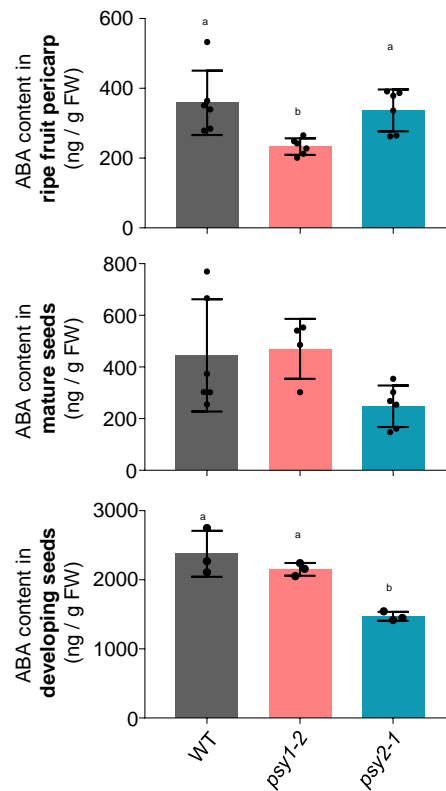 ABA content in
ripe fruit pericarp
(ng / g FW)
600
400
200
0
a
b
a
ABA content in
mature seeds
(ng / g FW)
800
600
400
200
0
ABA content in
developing seeds
(ng / g FW)
3000
2000
1000
0
a
a
b
WT
psy1-2
psy2-1